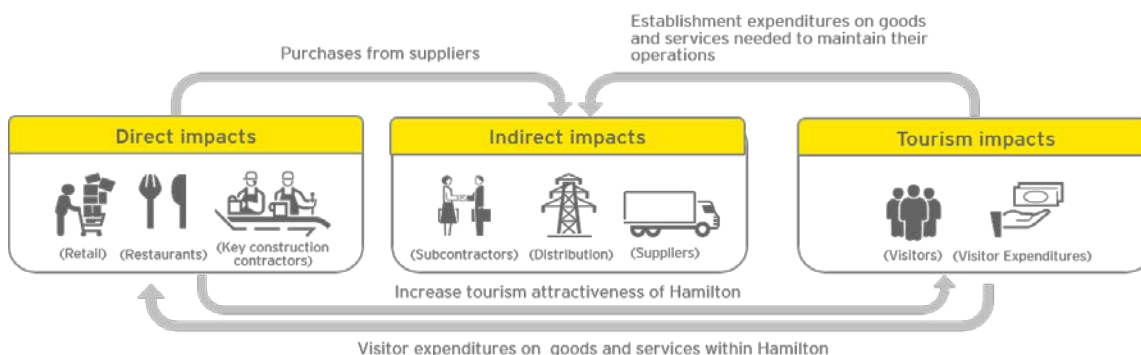 Establishment expenditures on goods
and services needed to maintain their
operations
Purchases from suppliers
Direct impacts
Indirect impacts
Tourism impacts
(Retail)
(Restaurants)
(Key construction
contractors)
(Subcontractors)
(Distribution)
(Suppliers)
(Visitors)
(Visitor Expenditures)
Increase tourism attractiveness of Hamilton
Visitor expenditures on goods and services within Hamilton